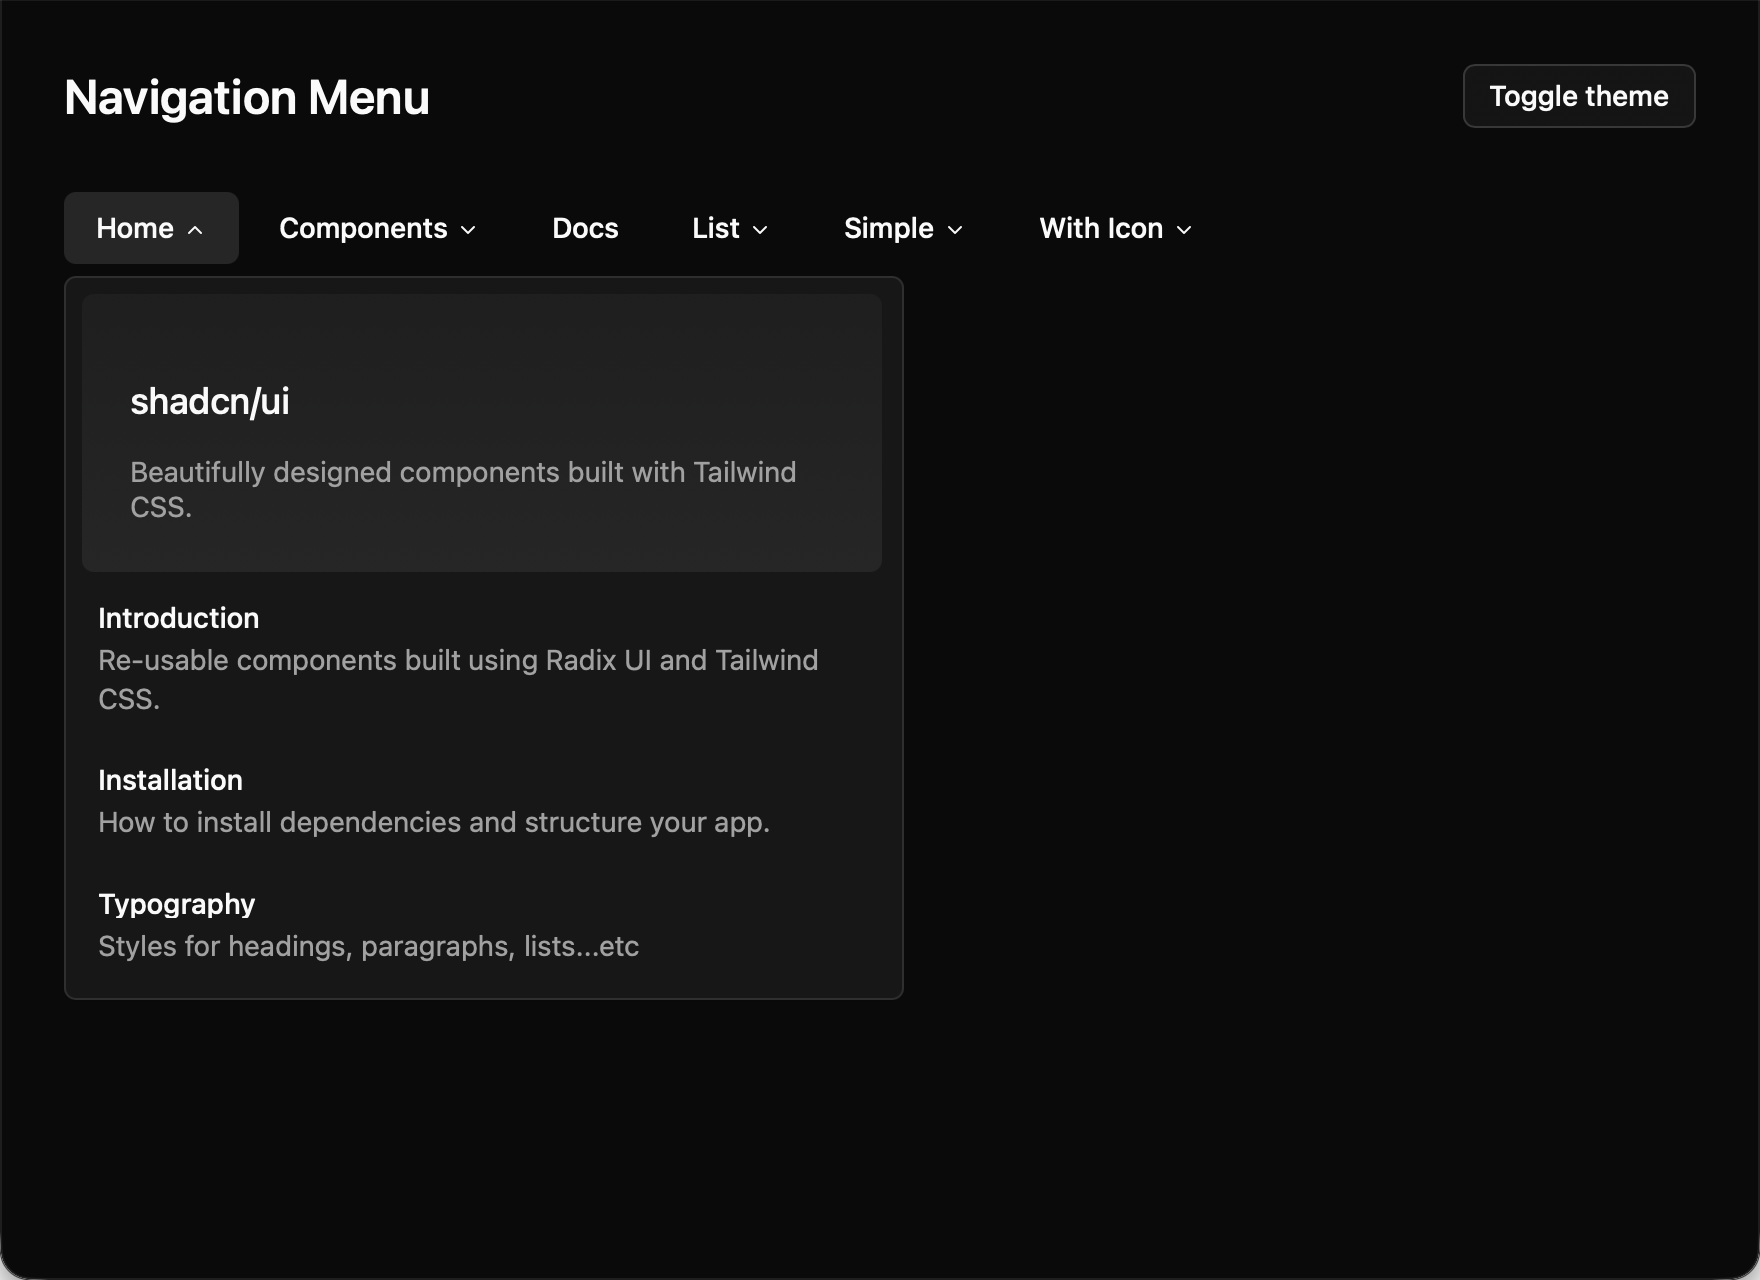 Navigation Menu
Toggle theme
Home
Components
Docs
List
Simple
With Icon
shadcn/ui
Beautifully designed components built with Tailwind
CSS.
Introduction
Re-usable components built using Radix UI and Tailwind
CSS.
Installation
How to install dependencies and structure your app.
Typography
Styles for headings, paragraphs, lists...etc